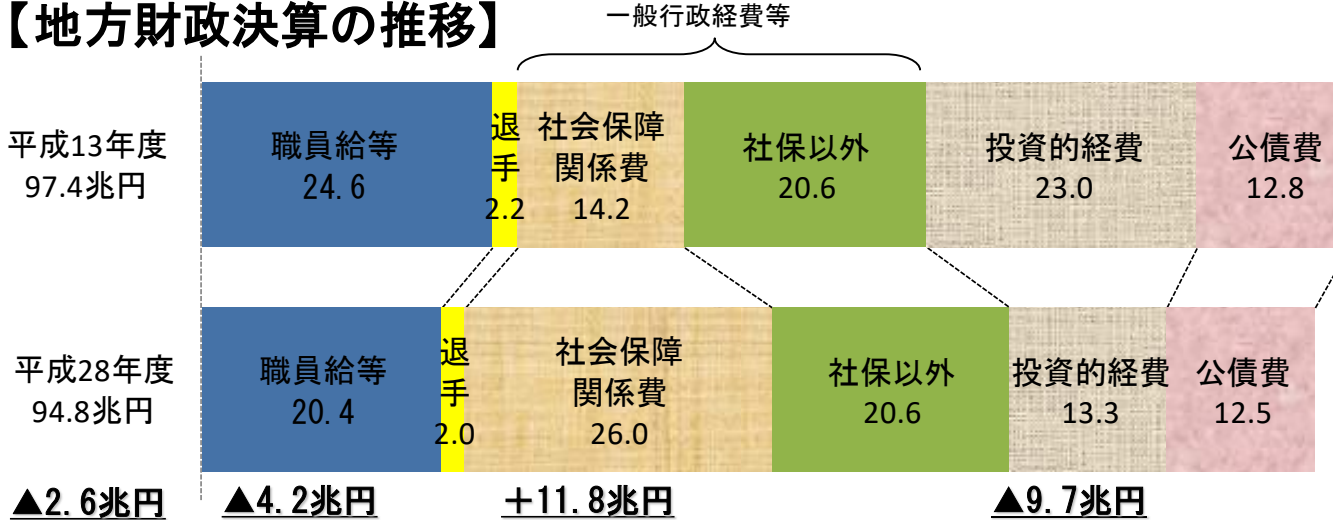 【地方財政決算の推移】
一般行政経費等
平成13年度
97.4兆円
職員給等
24.6
退
手
2.2
社会保障
関係費
14.2
社保以外
20.6
投資的経費
23.0
公債費
12.8
平成28年度
94.8兆円
職員給等
20.4
退
手
2.0
社会保障
関係費
26.0
社保以外
20.6
投資的経費
13.3
公債費
12.5
▲2.6兆円
▲4.2兆円
＋11.8兆円
▲9.7兆円